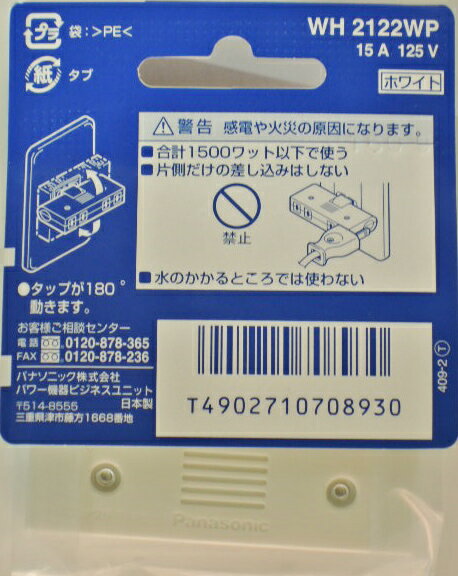 プラ 袋:>PE<
紙 タブ
WH 2122WP
15 A 125 V
ホワイト
警告 感電や火災の原因になります。
■合計1500ワット以下で使う
■片側だけの差し込みはしない
禁止
■水のかかるところでは使わない
●タップが180°
動きます。
お客様ご相談センター
電話 0120-878-365
FAX 0120-878-236
パナソニック株式会社
パワー機器ビジネスユニット
〒514-8555 日本製
三重県津市藤方1668番地
409-2 T
T4902710708930
Panasonic